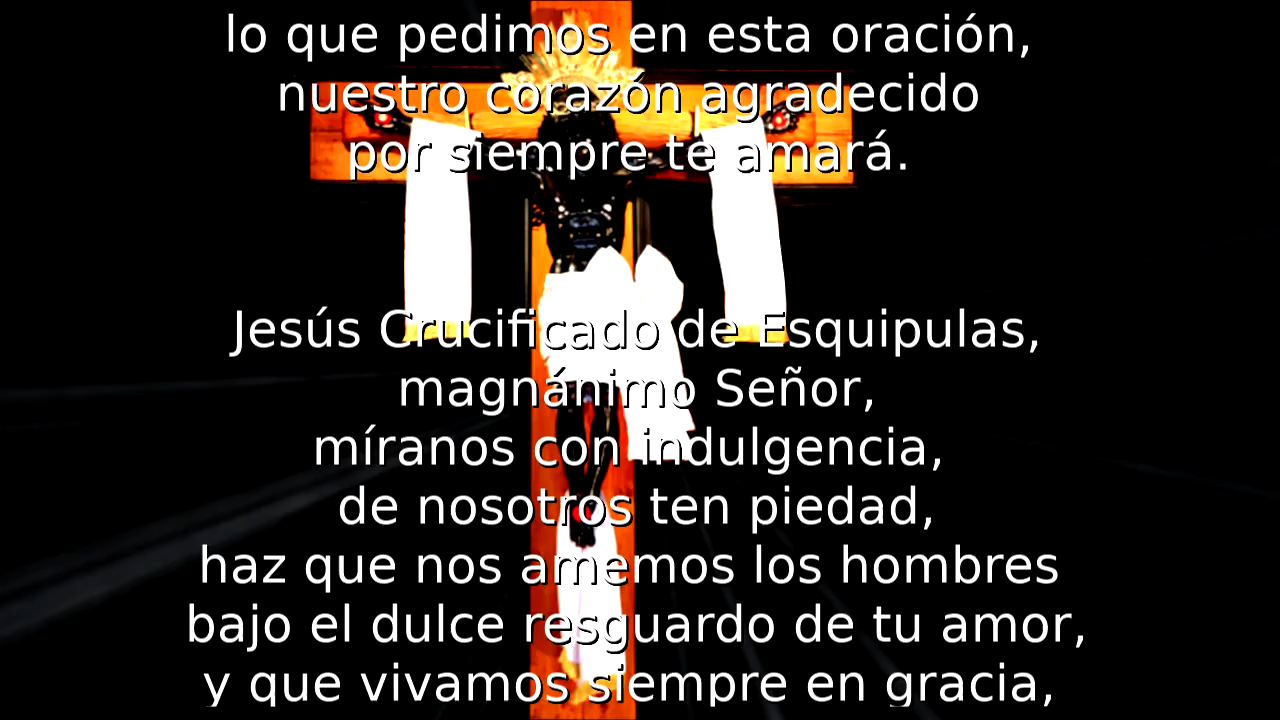 lo que pedimos en esta oración,
nuestro corazón agradecido
por siempre te amará.
Jesús Crucificado de Esquipulas,
magnánimo Señor,
míranos con indulgencia,
de nosotros ten piedad,
haz que nos amemos los hombres
bajo el dulce resguardo de tu amor,
y que vivamos siempre en gracia,